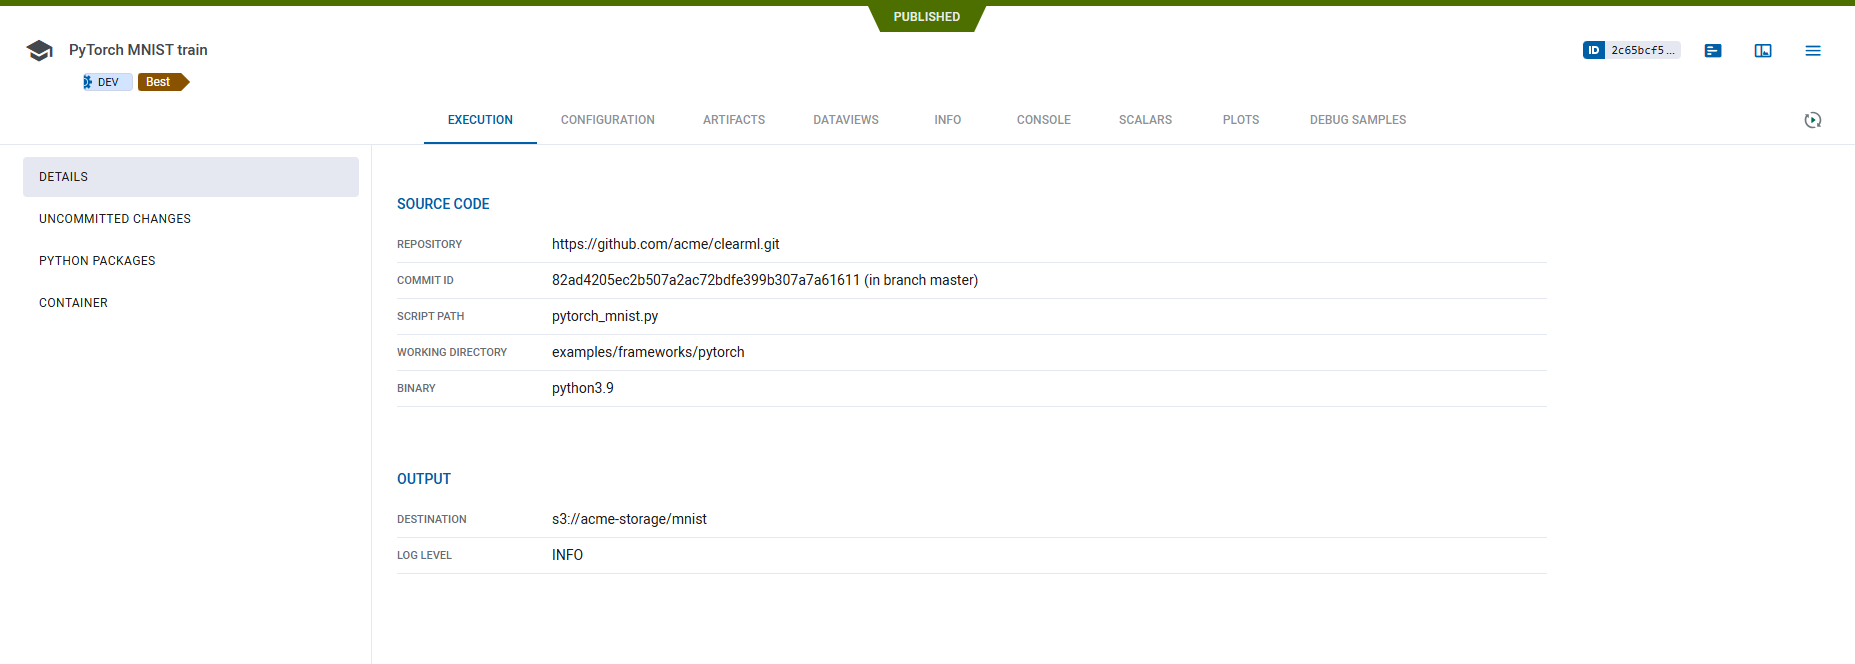 PUBLISHED
PyTorch MNIST train
ID 2c65bcf5...
DEV Best
EXECUTION CONFIGURATION ARTIFACTS DATAVIEWS INFO CONSOLE SCALARS PLOTS DEBUG SAMPLES
DETAILS
UNCOMMITTED CHANGES
PYTHON PACKAGES
CONTAINER
SOURCE CODE
REPOSITORY https://github.com/acme/clearml.git
COMMIT ID 82ad4205ec2b507a2ac72bdfe399b307a7a61611 (in branch master)
SCRIPT PATH pytorch_mnist.py
WORKING DIRECTORY examples/frameworks/pytorch
BINARY python3.9
OUTPUT
DESTINATION s3://acme-storage/mnist
LOG LEVEL INFO